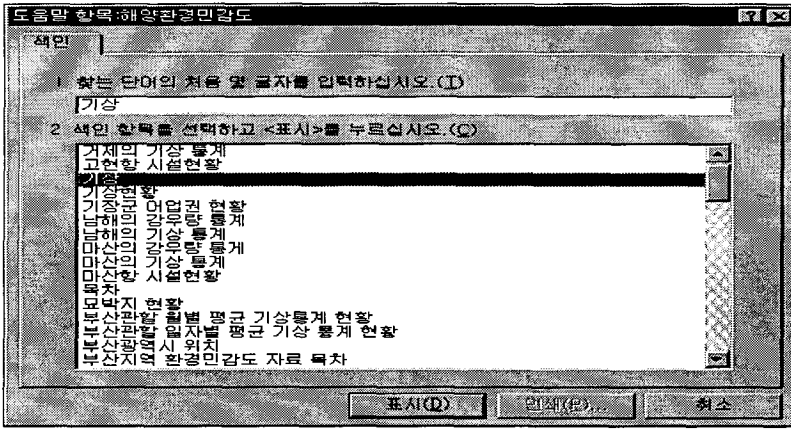 도움말 항목:해양환경민감도
색인
1 찾는 단어의 처음 몇 글자를 입력하십시오.(T)
기상
2 색인 항목을 선택하고 <표시>를 누르십시오.(C)
거제의 기상 통계
고현항 시설현황
기상
기상현황
기장군 어업권 현황
남해의 강우량 통계
남해의 기상 통계
마산의 강우량 통게
마산의 기상 통계
마산항 시설현황
목차
묘박지 현황
부산관할 월별 평균 기상통계 현황
부산관할 일자별 평균 기상 통계 현황
부산광역시 위치
부산지역 환경민감도 자료 목차
표시(D)
인쇄(P)...
취소